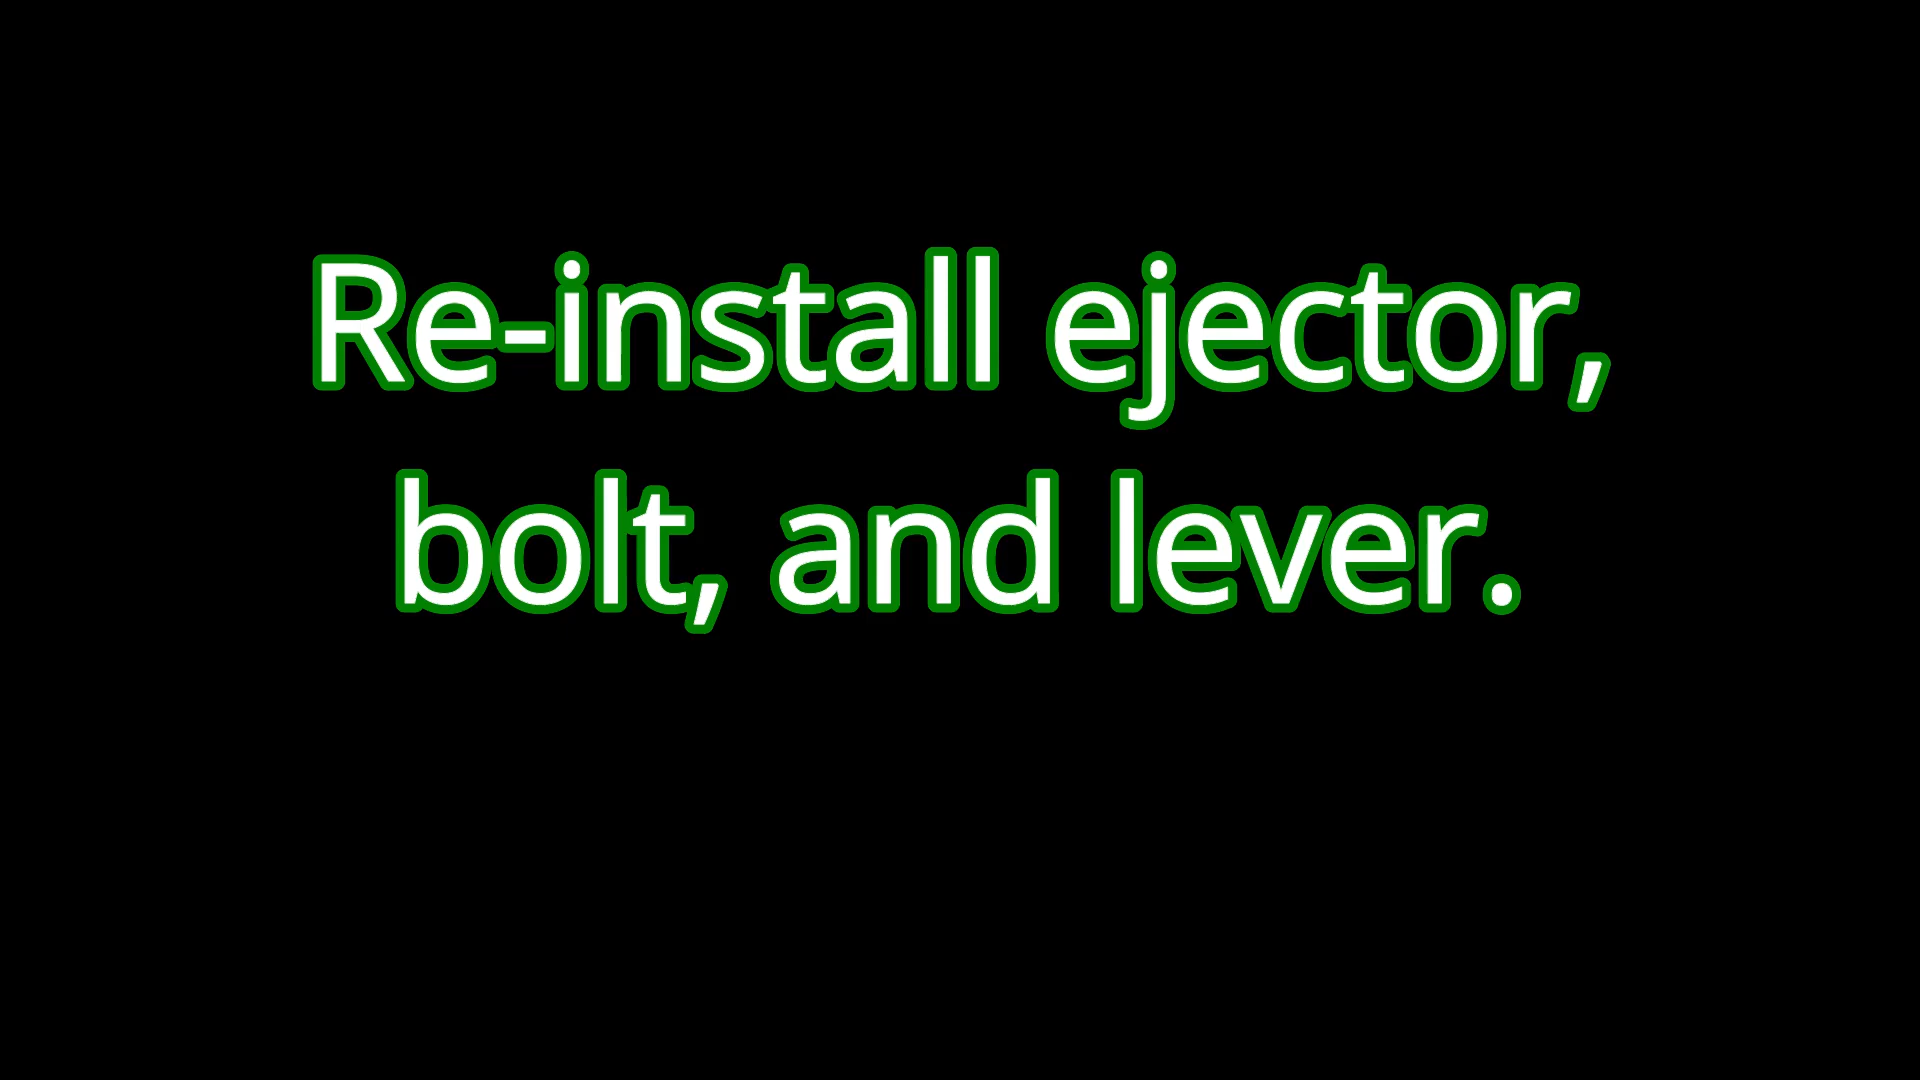 Re-install ejector,
bolt, and lever.